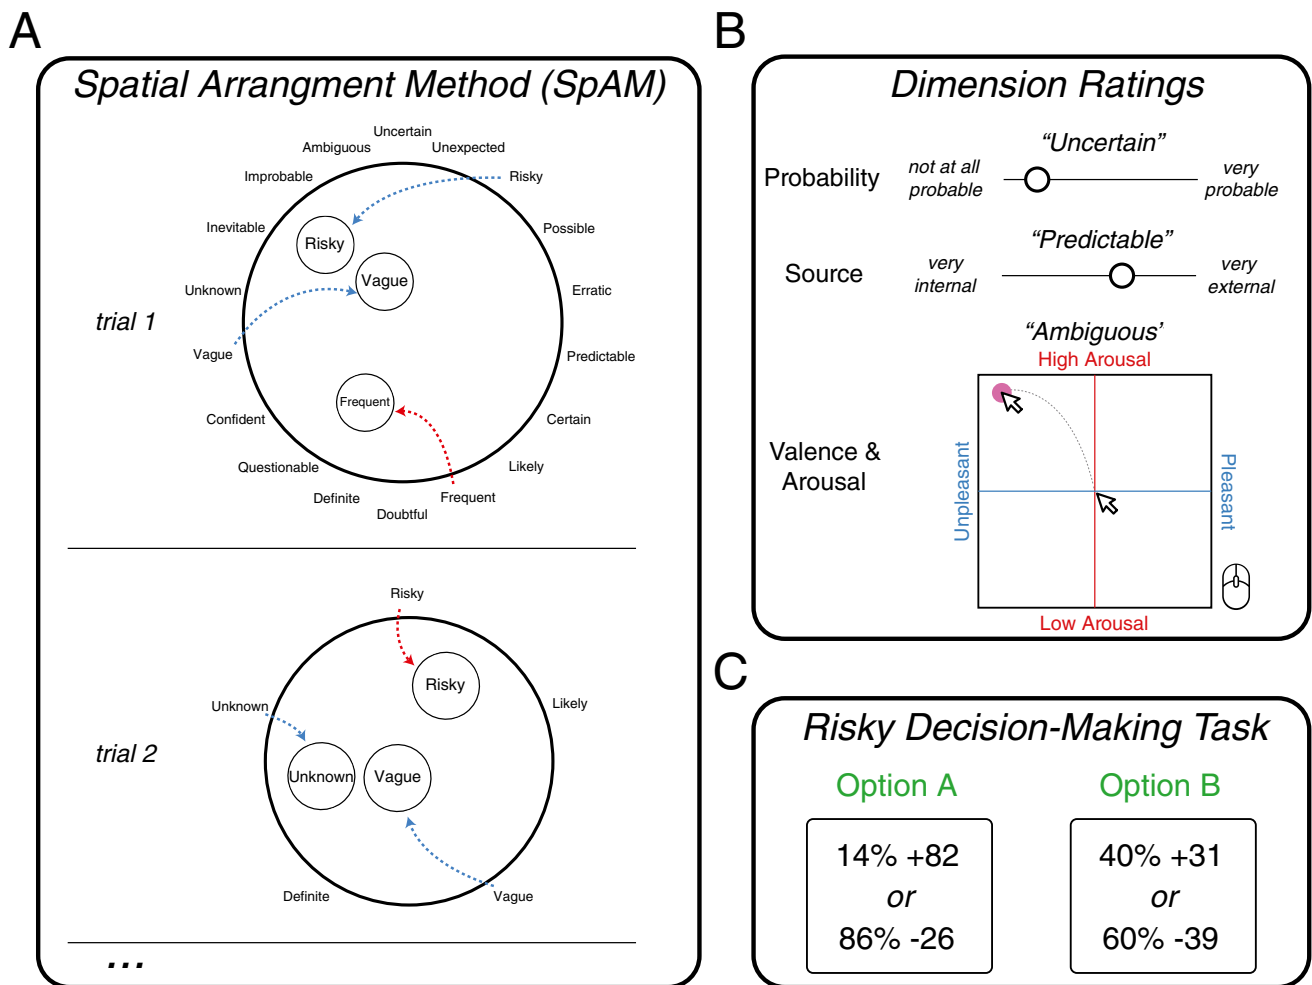 A
Spatial Arrangment Method (SpAM)
Uncertain
Ambiguous
Unexpected
Improbable
Risky
Inevitable
Possible
Risky
Vague
Unknown
Erratic
trial 1
Vague
Predictable
Frequent
Confident
Certain
Questionable
Likely
Definite
Frequent
Doubtful
Risky
Risky
Unknown
Likely
trial 2
Unknown
Vague
Definite
Vague
...
B
Dimension Ratings
“Uncertain”
Probability
not at all
probable
very
probable
“Predictable”
Source
very
internal
very
external
“Ambiguous’
High Arousal
Valence &
Arousal
Unpleasant
Pleasant
Low Arousal
C
Risky Decision-Making Task
Option A
Option B
14% +82
or
86% -26
40% +31
or
60% -39